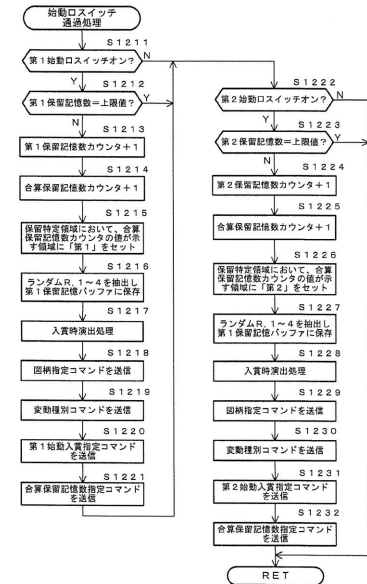 始動口スイッチ
通過処理
S1211
第1始動口スイッチオン?
N
Y
S1212
第1保留記憶数=上限値?
Y
N
S1213
第1保留記憶数カウンタ+1
S1214
合算保留記憶数カウンタ+1
S1215
保留特定領域において、合算
保留記憶数カウンタの値が示
す領域に「第1」をセット
S1216
ランダムR,1~4を抽出し
第1保留記憶バッファに保存
S1217
入賞時演出処理
S1218
図柄指定コマンドを送信
S1219
変動種別コマンドを送信
S1220
第1始動入賞指定コマンド
を送信
S1221
合算保留記憶数指定コマンド
を送信
S1222
第2始動口スイッチオン?
N
Y
S1223
第2保留記憶数=上限値?
Y
N
S1224
第2保留記憶数カウンタ+1
S1225
合算保留記憶数カウンタ+1
S1226
保留特定領域において、合算
保留記憶数カウンタの値が示
す領域に「第2」をセット
S1227
ランダムR,1~4を抽出し
第1保留記憶バッファに保存
S1228
入賞時演出処理
S1229
図柄指定コマンドを送信
S1230
変動種別コマンドを送信
S1231
第2始動入賞指定コマンド
を送信
S1232
合算保留記憶数指定コマンド
を送信
RET